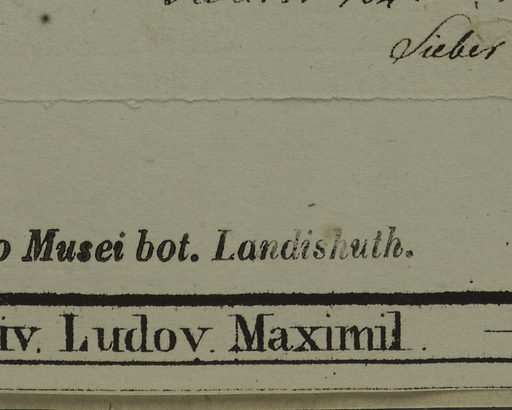 Sieber
o Musei bot. Landishuth.
iv. Ludov. Maximil.